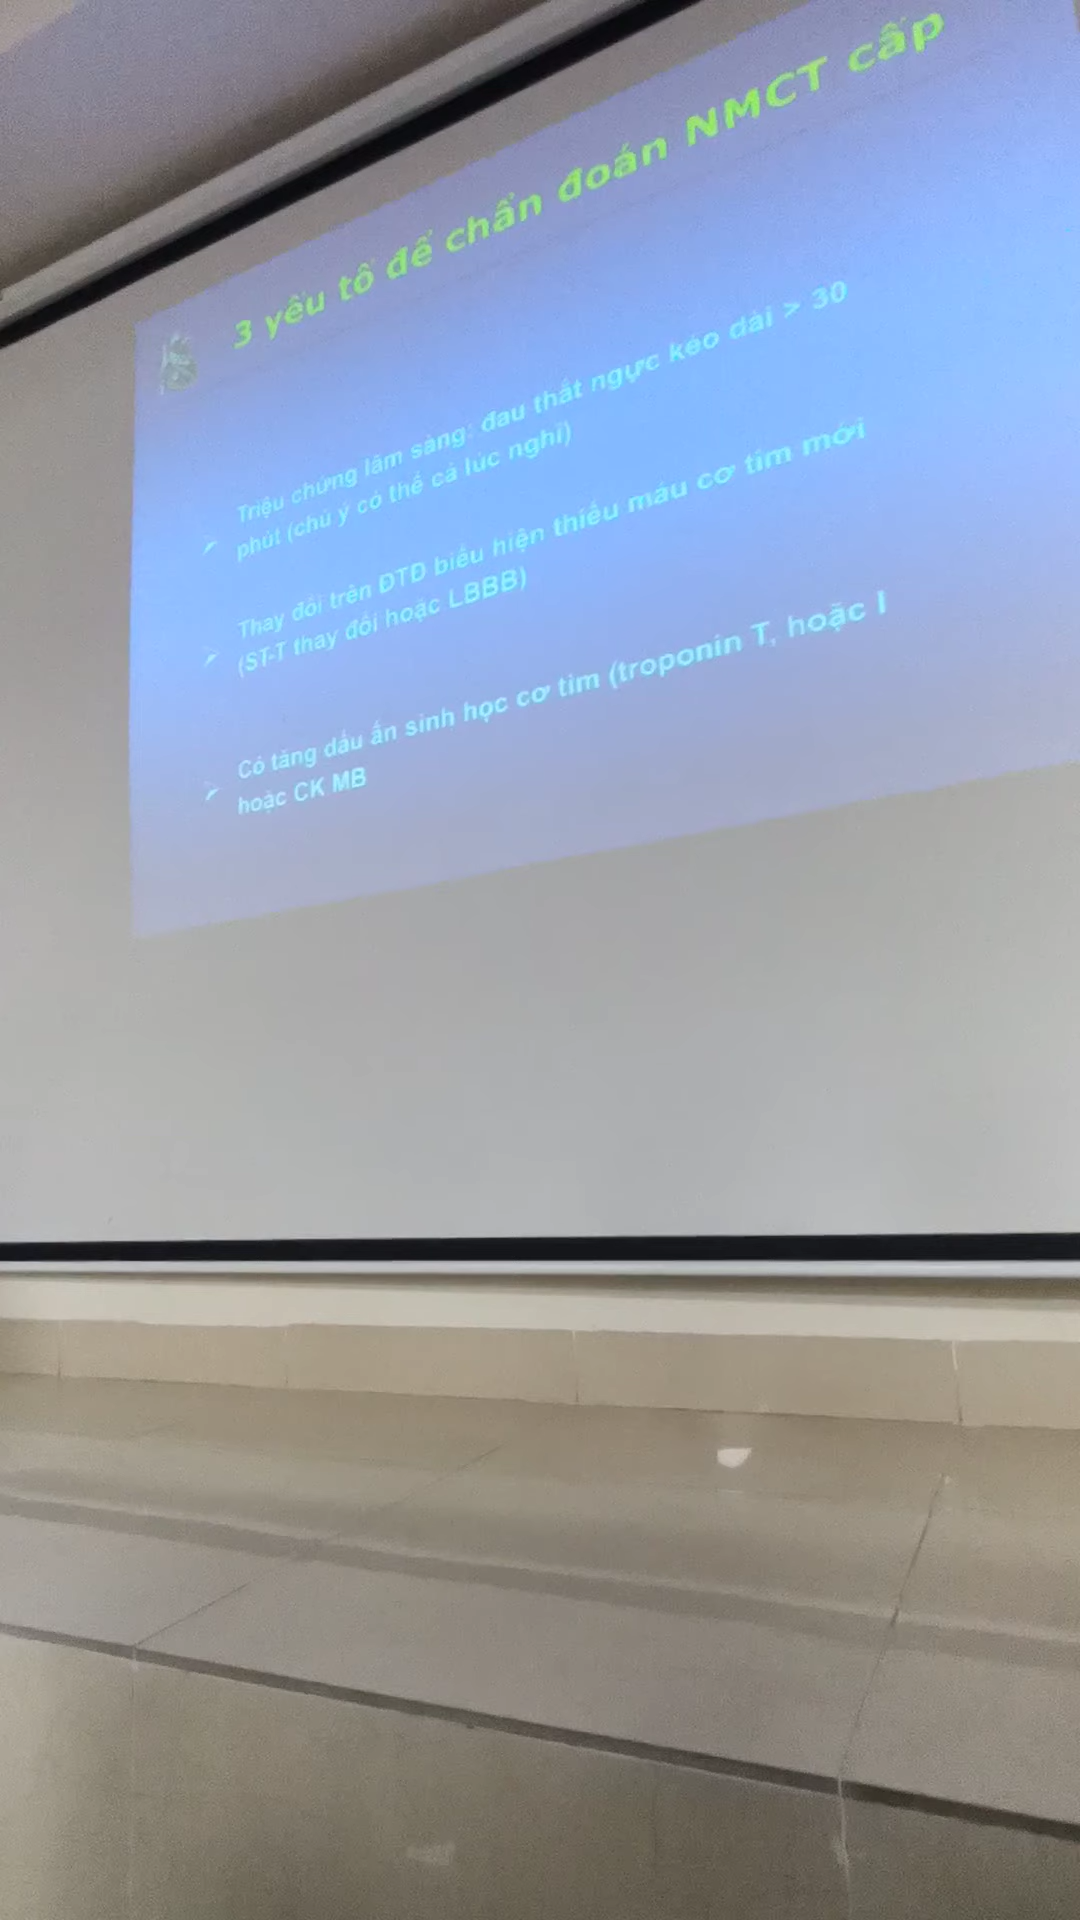 3 yếu tố để chẩn đoán NMCT cấp
Triệu chứng lâm sàng: đau thắt ngực kéo dài > 30
phút (chú ý có thể cả lúc nghỉ)
Thay đổi trên ĐTĐ biểu hiện thiếu máu cơ tim mới
(ST-T thay đổi hoặc LBBB)
Có tăng dấu ấn sinh học cơ tim (troponin T, hoặc I
hoặc CK MB